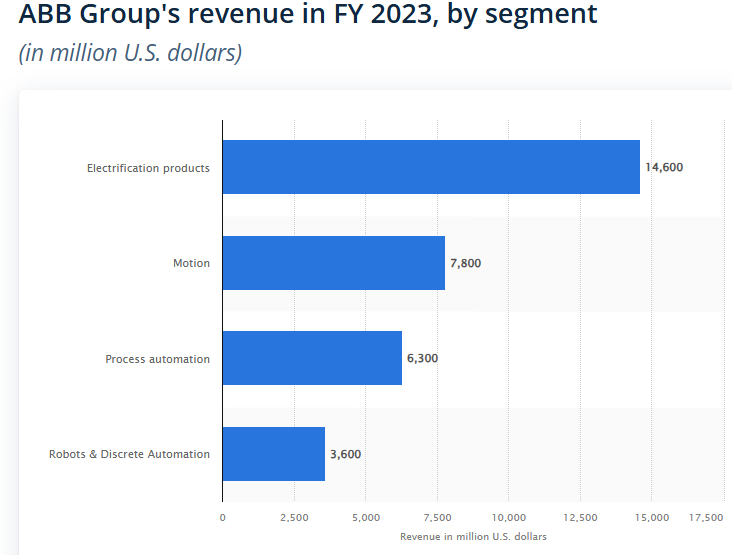 ABB Group's revenue in FY 2023, by segment
(in million U.S. dollars)
Electrification products 14,600
Motion 7,800
Process automation 6,300
Robots & Discrete Automation 3,600
0 2,500 5,000 7,500 10,000 12,500 15,000 17,500
Revenue in million U.S. dollars